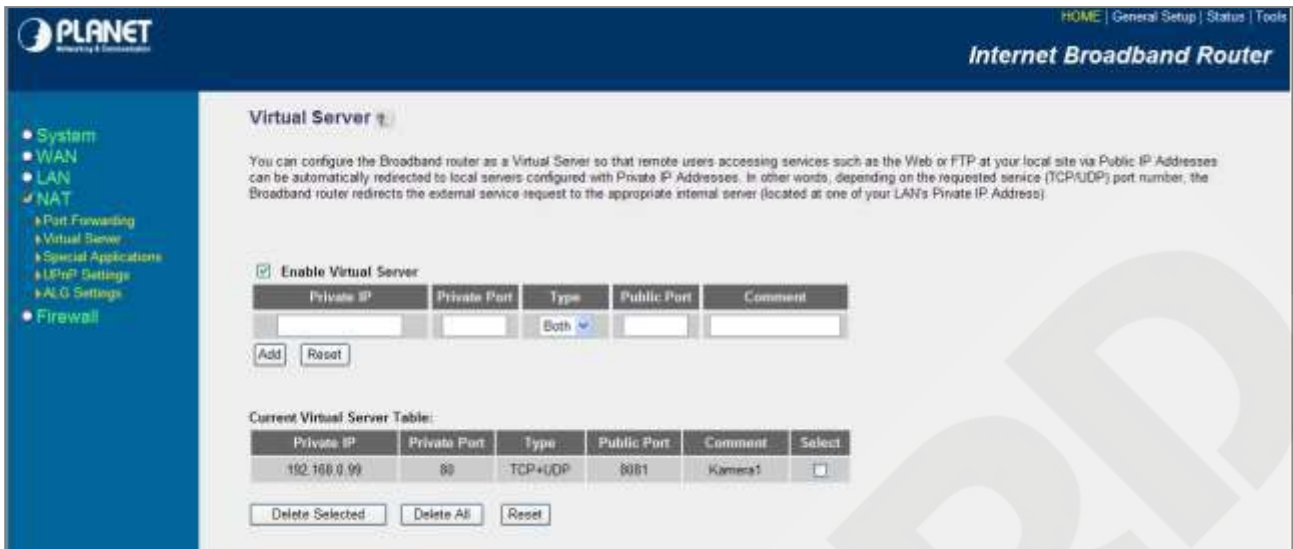 HOME | General Setup | Status | Tools
PLANET
Networking & Communication
Internet Broadband Router
System
WAN
LAN
NAT
Port Forwarding
Virtual Server
Special Applications
UPnP Settings
ALG Settings
Firewall
Virtual Server
You can configure the Broadband router as a Virtual Server so that remote users accessing services such as the Web or FTP at your local site via Public IP Addresses
can be automatically redirected to local servers configured with Private IP Addresses. In other words, depending on the requested service (TCP/UDP) port number, the
Broadband router redirects the external service request to the appropriate internal server (located at one of your LAN's Private IP Address)
Enable Virtual Server
Private IP Private Port Type Public Port Comment
Both
Add Reset
Current Virtual Server Table:
Private IP Private Port Type Public Port Comment Select
192.168.0.99 80 TCP+UDP 8081 Kamera1
Delete Selected Delete All Reset